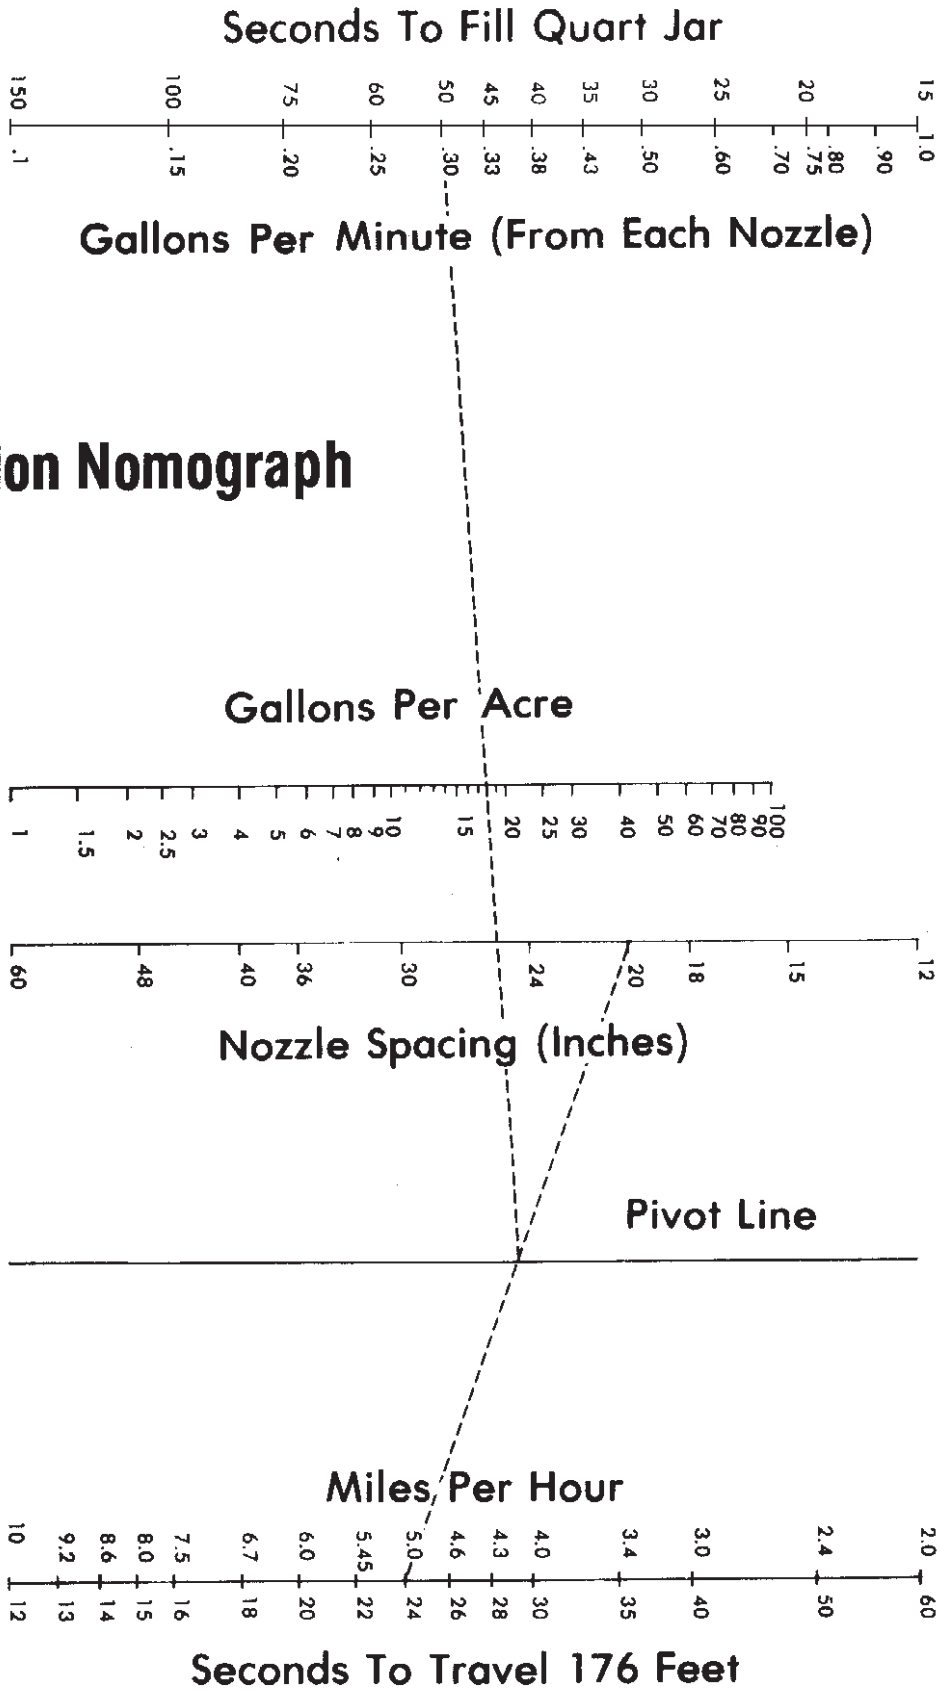 Seconds To Fill Quart Jar
150 100 75 60 50 45 40 35 30 25 20 15
.1 .15 .20 .25 .30 .33 .38 .43 .50 .60 .70 .75 .80 .90 1.0
Gallons Per Minute (From Each Nozzle)
on Nomograph
Gallons Per Acre
1 1.5 2 2.5 3 4 5 6 7 8 9 10 15 20 25 30 40 50 60 70 80 90 100
60 48 40 36 30 24 20 18 15 12
Nozzle Spacing (Inches)
Pivot Line
Miles Per Hour
10 9.2 8.6 8.0 7.5 6.7 6.0 5.45 5.0 4.6 4.3 4.0 3.4 3.0 2.4 2.0
12 13 14 15 16 18 20 22 24 26 28 30 35 40 50 60
Seconds To Travel 176 Feet